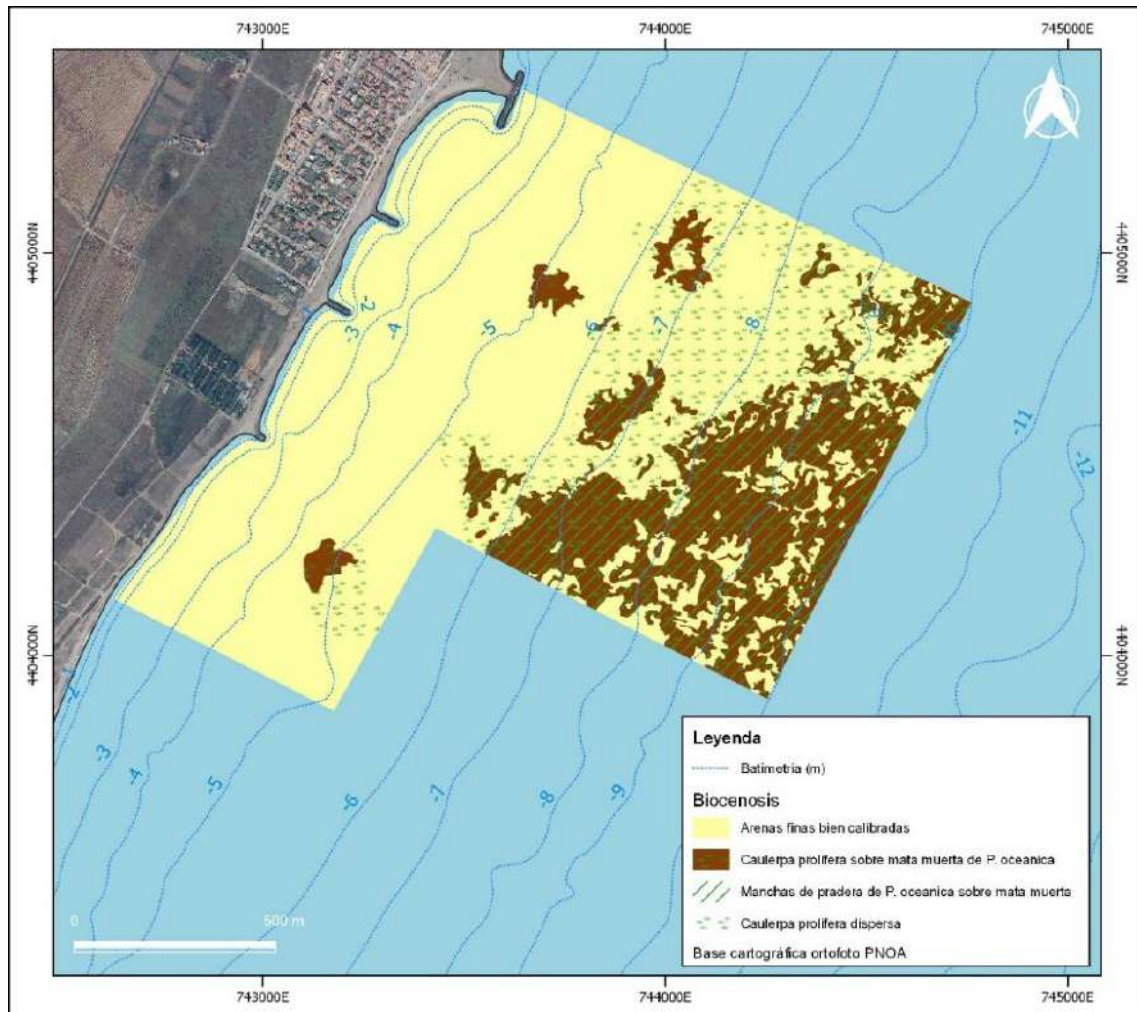 743000E
744000E
745000E
4405000N
4405000N
4404000N
4404000N
-2
-3
-4
-5
-6
-7
-8
-11
-12
-2
-3
-4
-5
-6
-7
-8
-9
Leyenda
Batimetría (m)
Biocenosis
Arenas finas bien calibradas
Caulerpa prolifera sobre mata muerta de P. oceanica
Manchas de pradera de P. oceanica sobre mata muerta
Caulerpa prolifera dispersa
Base cartográfica ortofoto PNOA
0
500 m
743000E
744000E
745000E